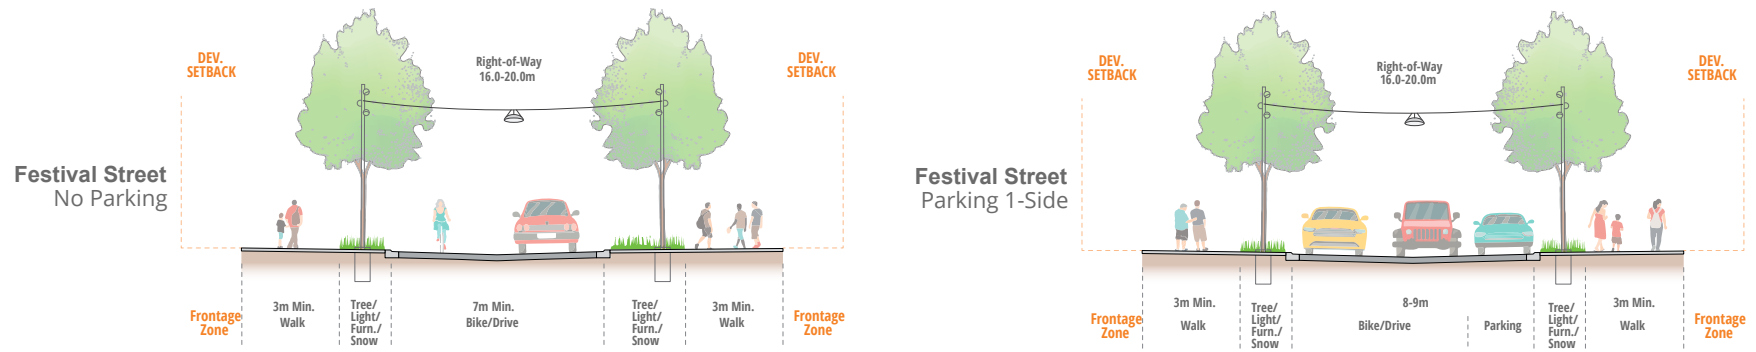 DEV.
SETBACK
Right-of-Way
16.0-20.0m
DEV.
SETBACK
Festival Street
No Parking
Frontage
Zone
3m Min.
Walk
Tree/
Light/
Furn./
Snow
7m Min.
Bike/Drive
Tree/
Light/
Furn./
Snow
3m Min.
Walk
Frontage
Zone
DEV.
SETBACK
Right-of-Way
16.0-20.0m
DEV.
SETBACK
Festival Street
Parking 1-Side
Frontage
Zone
3m Min.
Walk
Tree/
Light/
Furn./
Snow
8-9m
Bike/Drive
Parking
Tree/
Light/
Furn./
Snow
3m Min.
Walk
Frontage
Zone